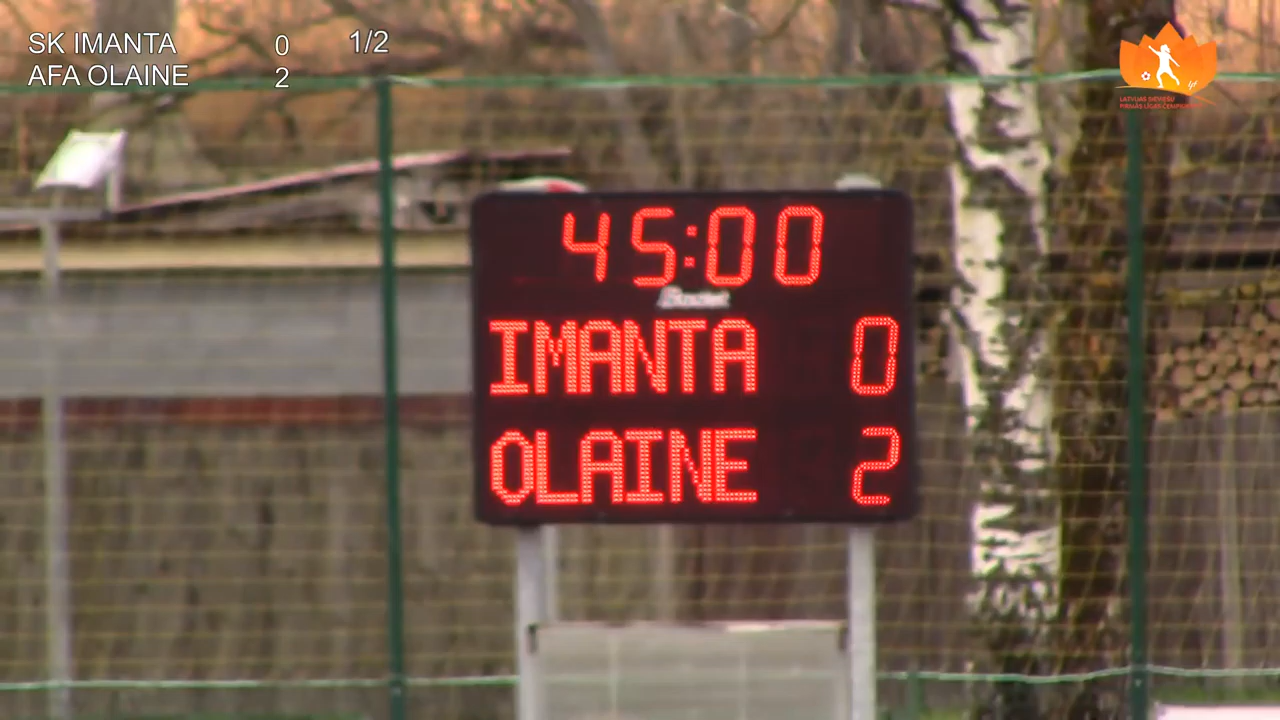 SK IMANTA 0 1/2
AFA OLAINE 2
45:00
IMANTA 0
OLAINE 2